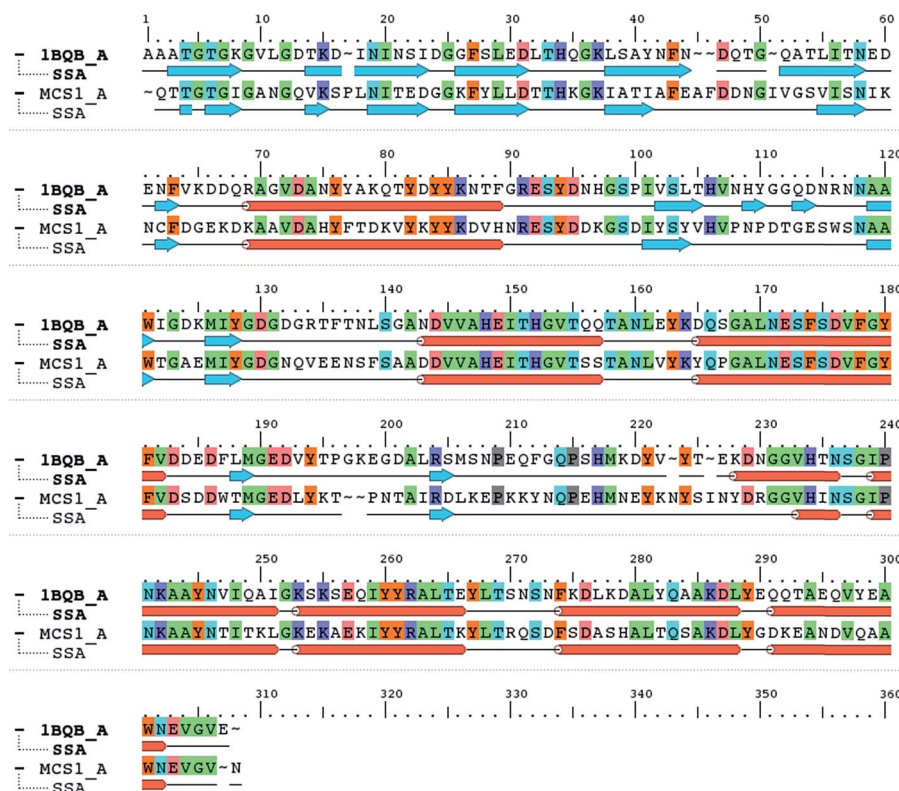 1 10 20 30 40 50 60
1BQB_A AAATGTGKGVLGDTKD~ININSIDGGFSLEDLTHQGKLSAYNFN~~DQTG~QATLITNED
SSA
MCS1_A ~QTTGTGIGANGQVKSPLNITEDGGKFYLLDTTHKGKIATIAFEAFDDNGIVGSVISNIK
SSA
70 80 90 100 110 120
1BQB_A ENFVKDDQRAGVDANYYAKQTYDYYKNTFGRESYDNHGSPIVSLTHVNHYGGQDNRNNAA
SSA
MCS1_A NCFDGEKDKAAVDAHYFTDKVYKYYKDVHNRESYDDKGSDIYSYVHVPNPDTGESWSNAA
SSA
130 140 150 160 170 180
1BQB_A WIGDKMIYGDGDGRTFTNLSGANDVVAHEITHGVTQQTANLEYKDQSGALNESFSDVFGY
SSA
MCS1_A WTGAEMIYGDGNQVEENSFSAADDVVAHEITHGVTSSTANLVYKYQPGALNESFSDVFGY
SSA
190 200 210 220 230 240
1BQB_A FVDDEDFLMGEDVYTPGKEGDALRSMSNPEQFGQPSHMKDYV~YT~EKDNGGVHTNSGIP
SSA
MCS1_A FVDSDDWTMGEDLYKT~~PNTAIRDLKEPKKYNQPEHMNEYKNYSINYDRGGVHINSGIP
SSA
250 260 270 280 290 300
1BQB_A NKAAYNVIQAIGKSKSEQIYYRALTEYLTSNSNFKDLKDALYQAAKDLYEQQTAEQVYEA
SSA
MCS1_A NKAAYNTITKLGKEKAEKIYYRALTKYLTRQSDFSDASHALTQSAKDLYGDKEANDVQAA
SSA
310 320 330 340 350 360
1BQB_A WNEVGVE~
SSA
MCS1_A WNEVGV~N
SSA